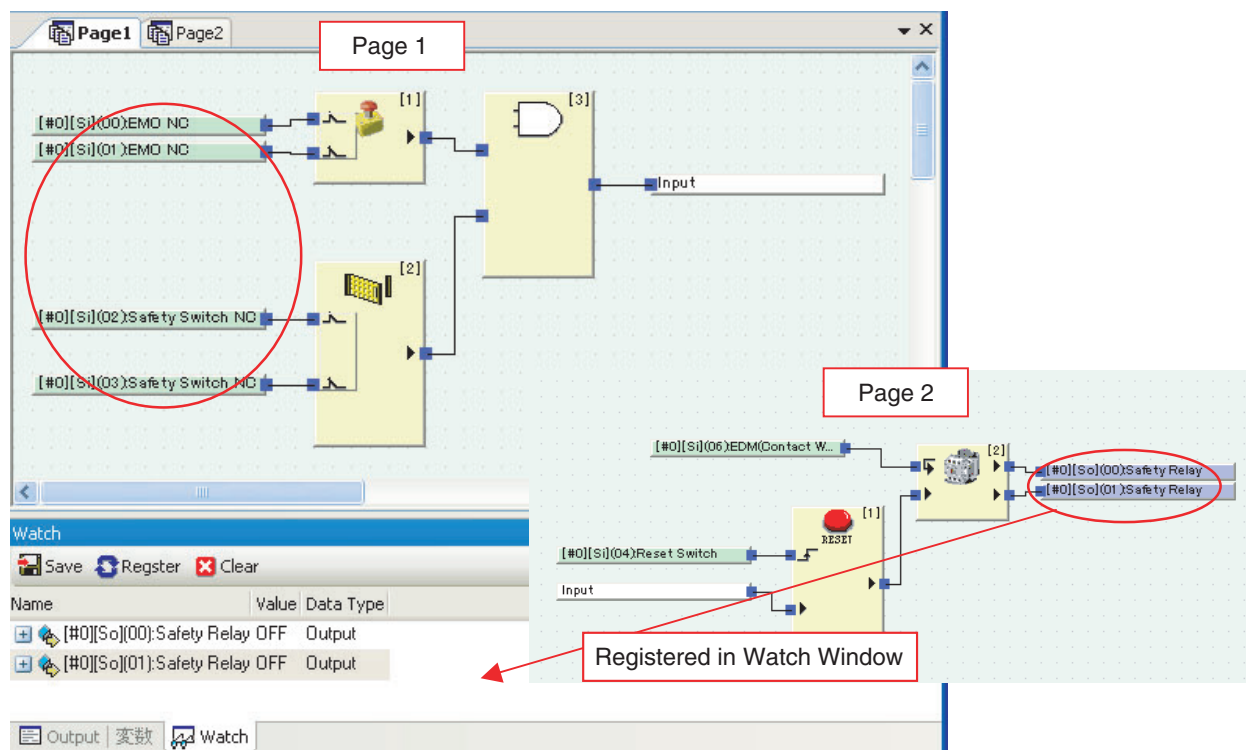 Page1 Page2
Page 1
[#0][Si](00):EMO NC
[#0][Si](01):EMO NC
[1]
[3]
Input
[2]
[#0][Si](02):Safety Switch NC
[#0][Si](03):Safety Switch NC
Page 2
[#0][Si](06):EDM(Contact W...
[2]
[#0][So](00):Safety Relay
[#0][So](01):Safety Relay
[1]
RESET
[#0][Si](04):Reset Switch
Input
Registered in Watch Window
Watch
Save Regster Clear
Name Value Data Type
[#0][So](00):Safety Relay OFF Output
[#0][So](01):Safety Relay OFF Output
Output 変数 Watch